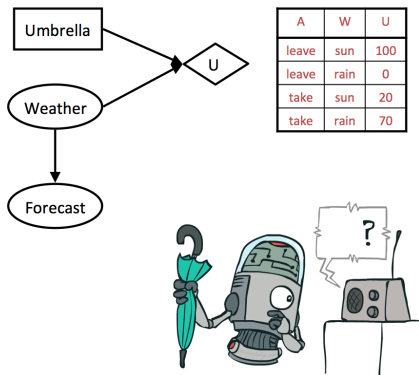 Umbrella
U
Weather
Forecast
A W U
leave sun 100
leave rain 0
take sun 20
take rain 70
?